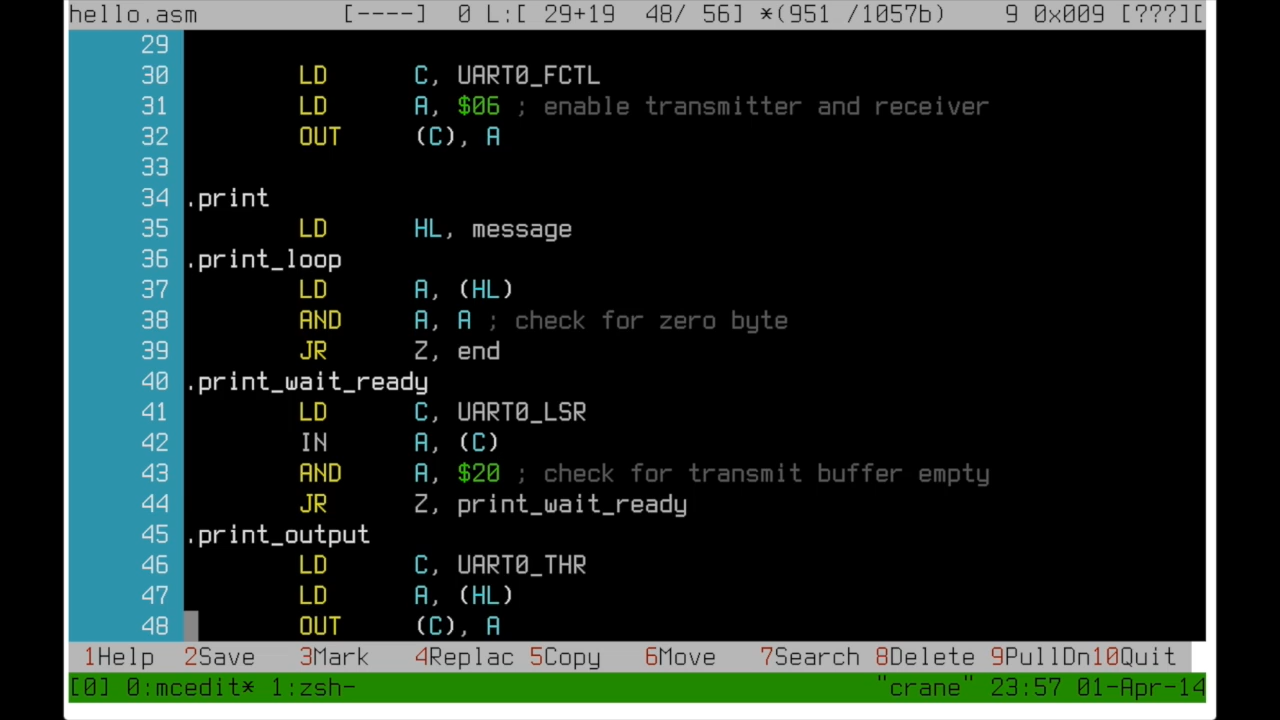 hello.asm [----] 0 L:[ 29+19 48/ 56] *(951 /1057b) 9 0x009 [???][
29
30 LD C, UART0_FCTL
31 LD A, $06 ; enable transmitter and receiver
32 OUT (C), A
33
34 .print
35 LD HL, message
36 .print_loop
37 LD A, (HL)
38 AND A, A ; check for zero byte
39 JR Z, end
40 .print_wait_ready
41 LD C, UART0_LSR
42 IN A, (C)
43 AND A, $20 ; check for transmit buffer empty
44 JR Z, print_wait_ready
45 .print_output
46 LD C, UART0_THR
47 LD A, (HL)
48 OUT (C), A
1Help 2Save 3Mark 4Replac 5Copy 6Move 7Search 8Delete 9PullDn10Quit
[0] 0:mcedit* 1:zsh- "crane" 23:57 01-Apr-14